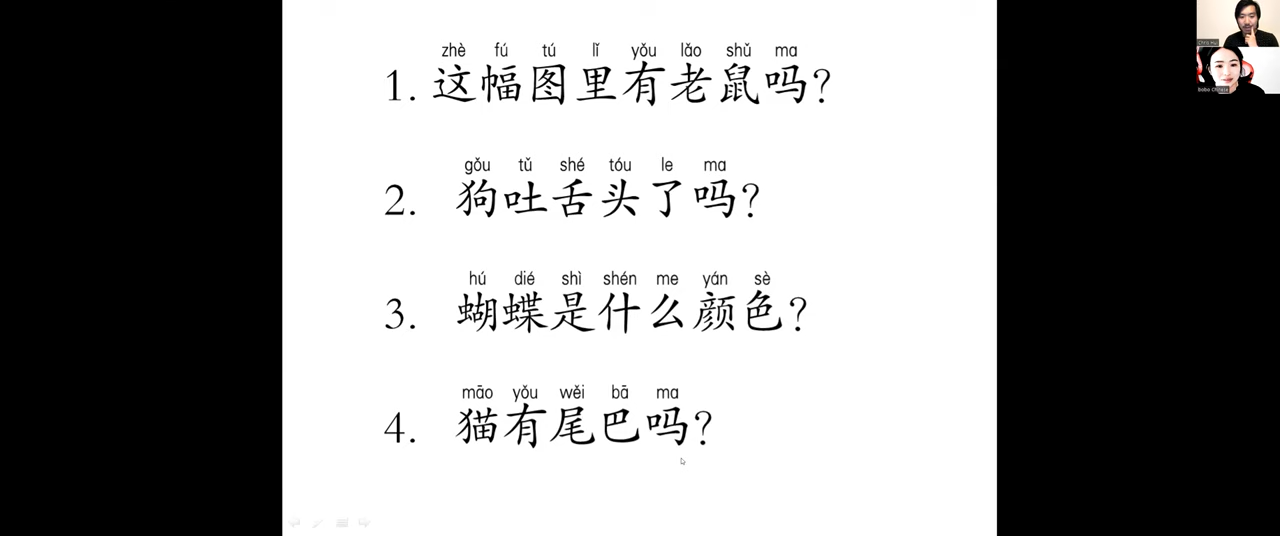 zhè fú tú lǐ yǒu lǎo shǔ ma
1. 这幅图里有老鼠吗?
gǒu tǔ shé tóu le ma
2. 狗吐舌头了吗?
hú dié shì shén me yán sè
3. 蝴蝶是什么颜色?
māo yǒu wěi bā ma
4. 猫有尾巴吗?